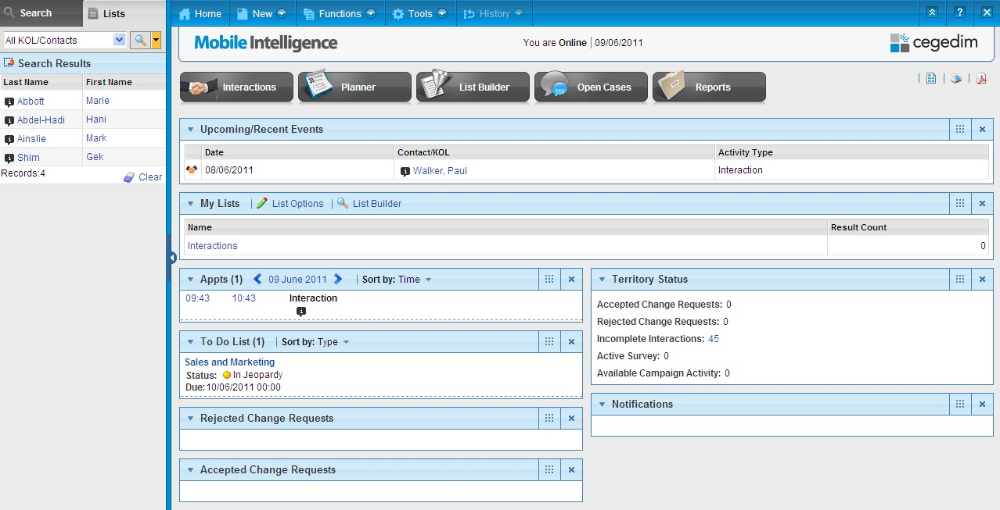 Search
Lists
Home
New
Functions
Tools
History
?
All KOL/Contacts
Search Results
Last Name First Name
Abbott Marie
Abdel-Hadi Hani
Ainslie Mark
Shim Gek
Records:4
Clear
Mobile Intelligence
You are Online | 09/06/2011
cegedim
Interactions
Planner
List Builder
Open Cases
Reports
Upcoming/Recent Events
Date Contact/KOL Activity Type
08/06/2011 Walker, Paul Interaction
My Lists | List Options | List Builder
Name Result Count
Interactions 0
Appts (1) 09 June 2011 | Sort by: Time
09:43 10:43 Interaction
To Do List (1) | Sort by: Type
Sales and Marketing
Status: In Jeopardy
Due:10/06/2011 00:00
Rejected Change Requests
Accepted Change Requests
Territory Status
Accepted Change Requests: 0
Rejected Change Requests: 0
Incomplete Interactions: 45
Active Survey: 0
Available Campaign Activity: 0
Notifications